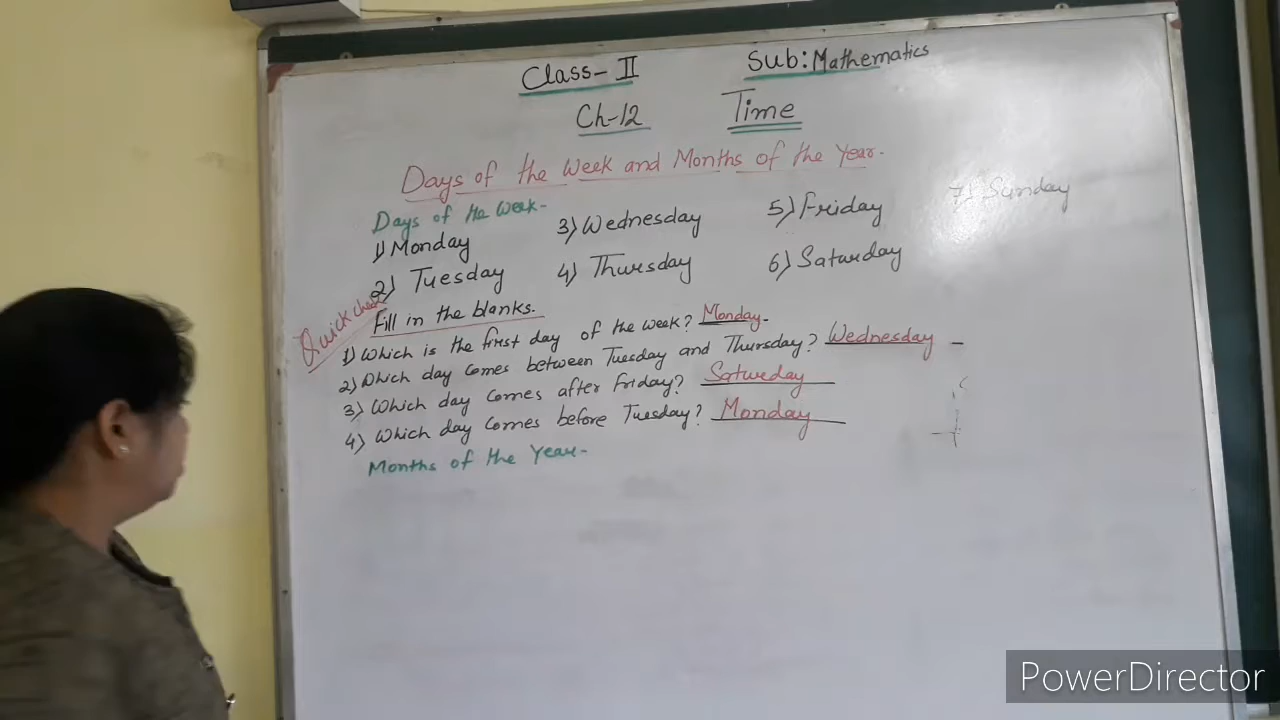 Class-II Sub: Mathematics
Ch-12 Time
Days of the Week and Months of the Year.
Days of the Week-
1) Monday 3) Wednesday 5) Friday 7) Sunday
2) Tuesday 4) Thursday 6) Saturday
Quick check
Fill in the blanks.
1) Which is the first day of the week? Monday.
2) Which day comes between Tuesday and Thursday? Wednesday
3) Which day comes after Friday? Saturday
4) Which day comes before Tuesday? Monday
Months of the Year-
PowerDirector